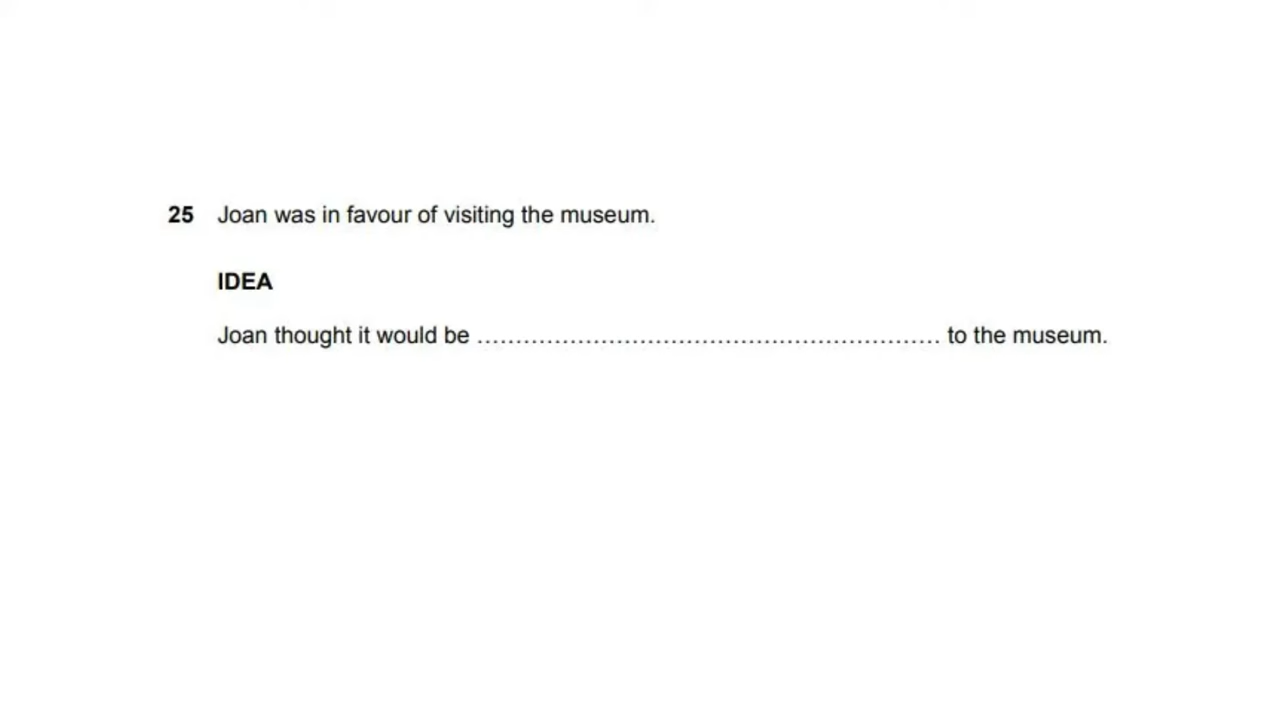 25 Joan was in favour of visiting the museum.
IDEA
Joan thought it would be ………………………………………………… to the museum.